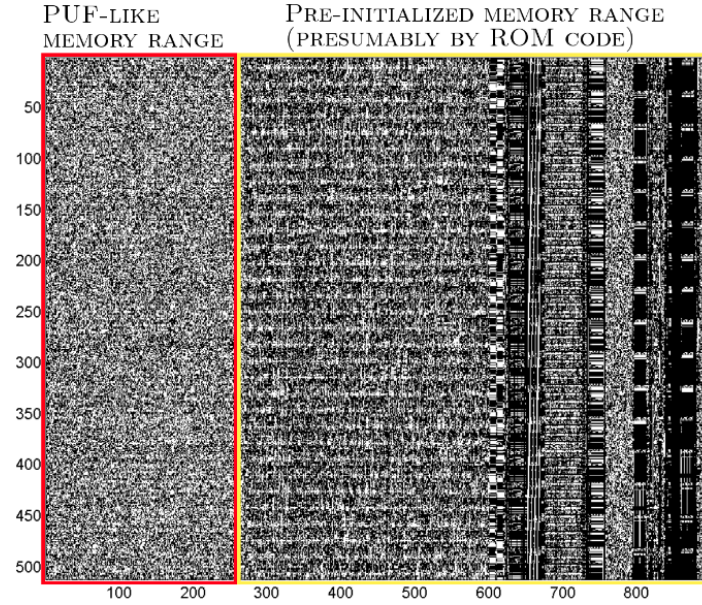 PUF-LIKE
MEMORY RANGE
PRE-INITIALIZED MEMORY RANGE
(PRESUMABLY BY ROM CODE)
50
100
150
200
250
300
350
400
450
500
100 200 300 400 500 600 700 800